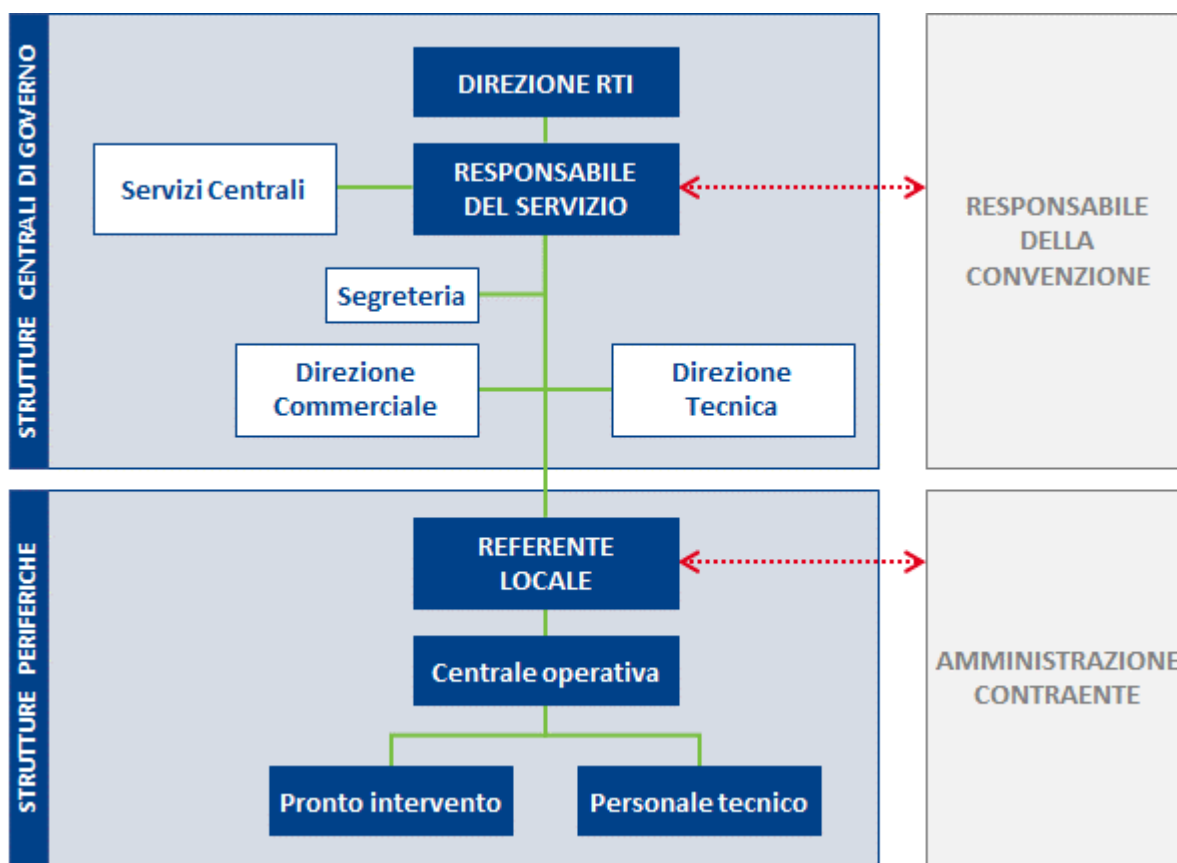 STRUTTURE CENTRALI DI GOVERNO
DIREZIONE RTI
Servizi Centrali
RESPONSABILE
DEL SERVIZIO
RESPONSABILE
DELLA
CONVENZIONE
Segreteria
Direzione
Commerciale
Direzione
Tecnica
STRUTTURE PERIFERICHE
REFERENTE
LOCALE
Centrale operativa
AMMINISTRAZIONE
CONTRAENTE
Pronto intervento
Personale tecnico